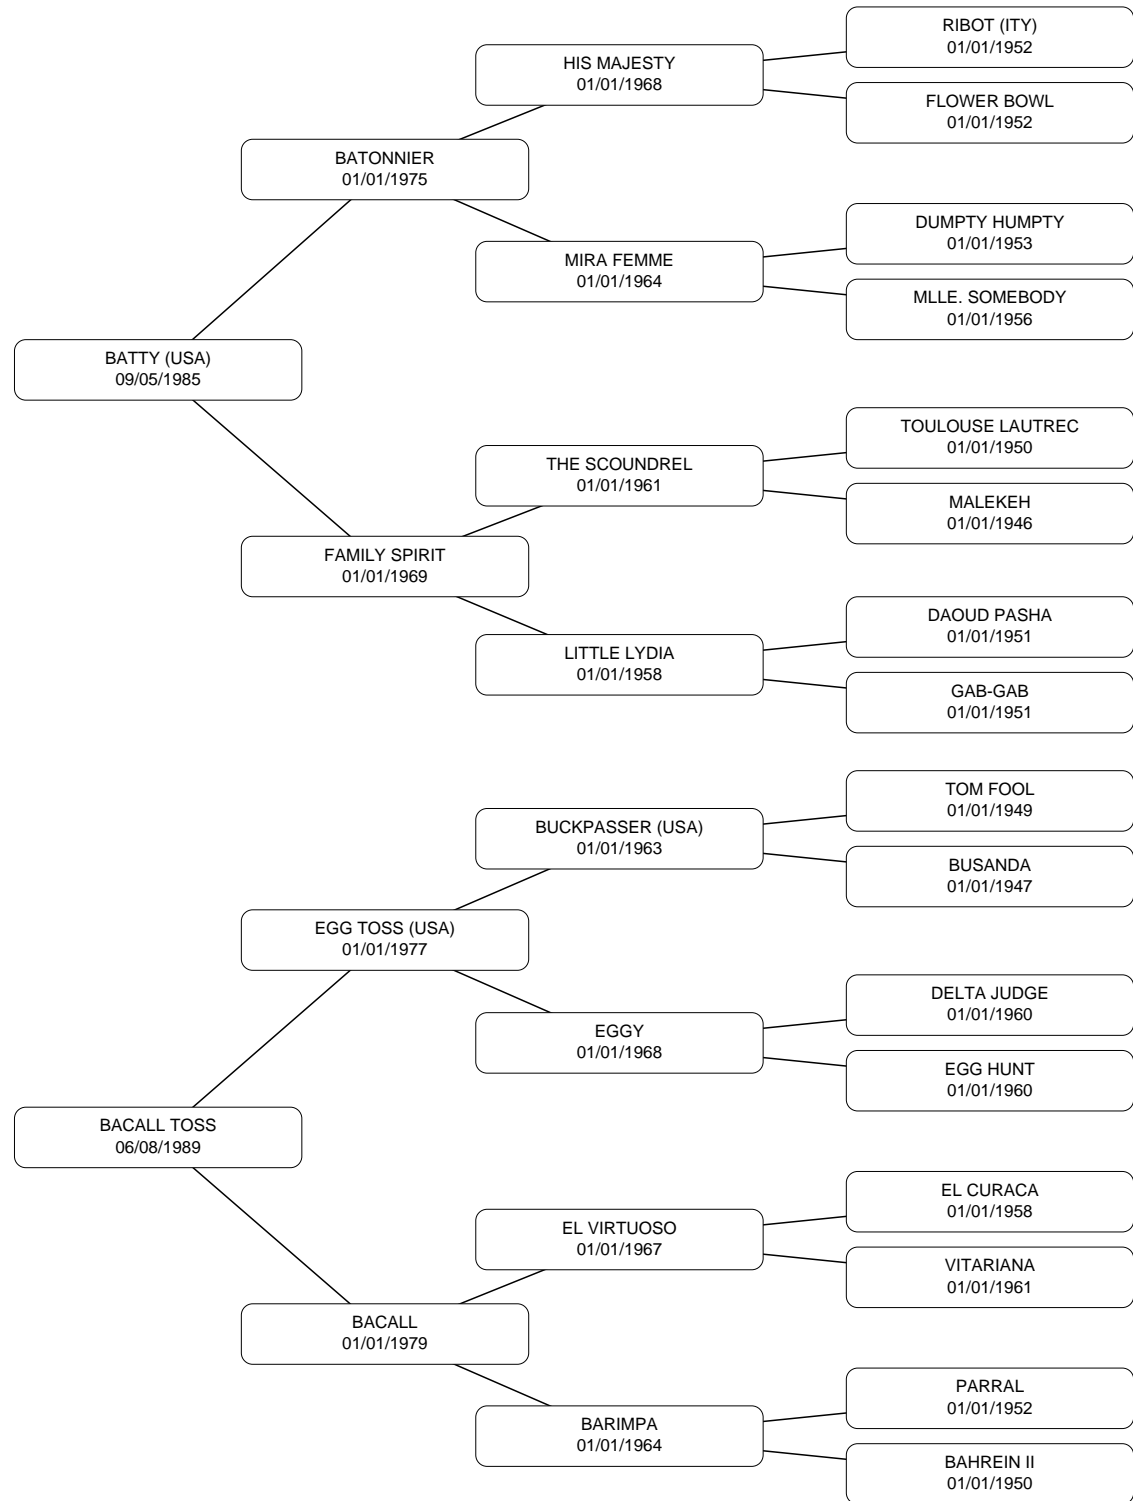 RIBOT (ITY)
01/01/1952
HIS MAJESTY
01/01/1968
FLOWER BOWL
01/01/1952
BATONNIER
01/01/1975
DUMPTY HUMPTY
01/01/1953
MIRA FEMME
01/01/1964
MLLE. SOMEBODY
01/01/1956
BATTY (USA)
09/05/1985
TOULOUSE LAUTREC
01/01/1950
THE SCOUNDREL
01/01/1961
MALEKEH
01/01/1946
FAMILY SPIRIT
01/01/1969
DAOUD PASHA
01/01/1951
LITTLE LYDIA
01/01/1958
GAB-GAB
01/01/1951
TOM FOOL
01/01/1949
BUCKPASSER (USA)
01/01/1963
BUSANDA
01/01/1947
EGG TOSS (USA)
01/01/1977
DELTA JUDGE
01/01/1960
EGGY
01/01/1968
EGG HUNT
01/01/1960
BACALL TOSS
06/08/1989
EL CURACA
01/01/1958
EL VIRTUOSO
01/01/1967
VITARIANA
01/01/1961
BACALL
01/01/1979
PARRAL
01/01/1952
BARIMPA
01/01/1964
BAHREIN II
01/01/1950